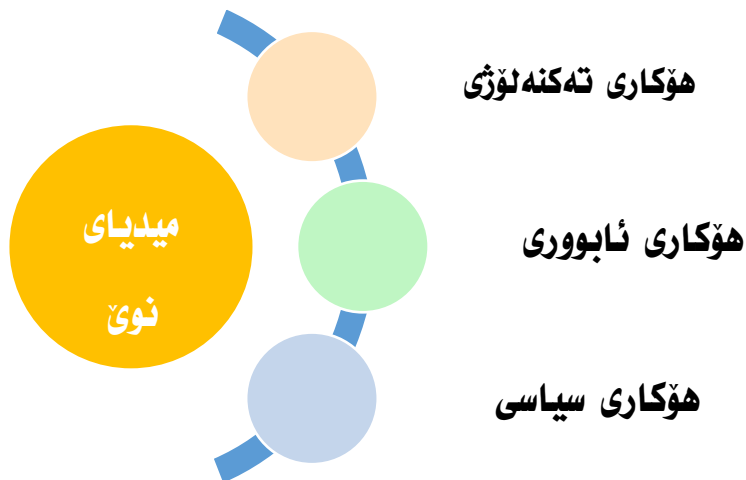 هۆکاری تەکنەلۆژی
میدیای
نوێ
هۆکاری ئابووری
هۆکاری سیاسی